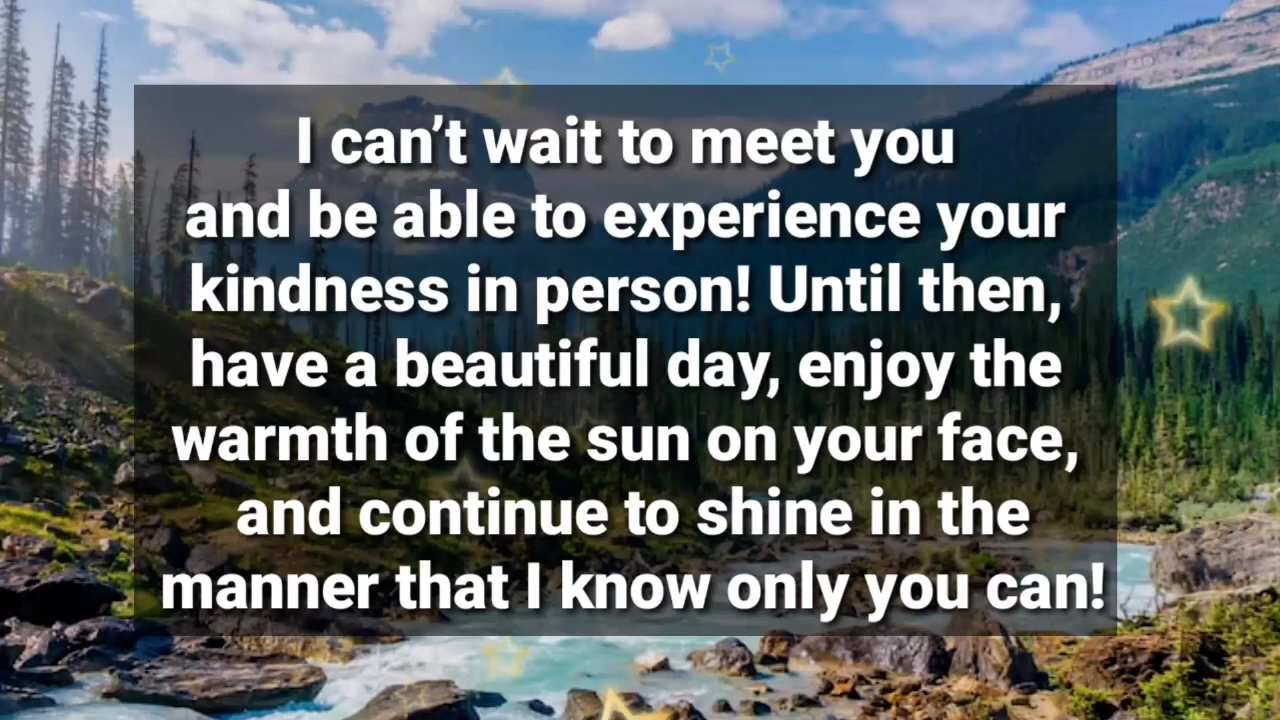 I can’t wait to meet you
and be able to experience your
kindness in person! Until then,
have a beautiful day, enjoy the
warmth of the sun on your face,
and continue to shine in the
manner that I know only you can!